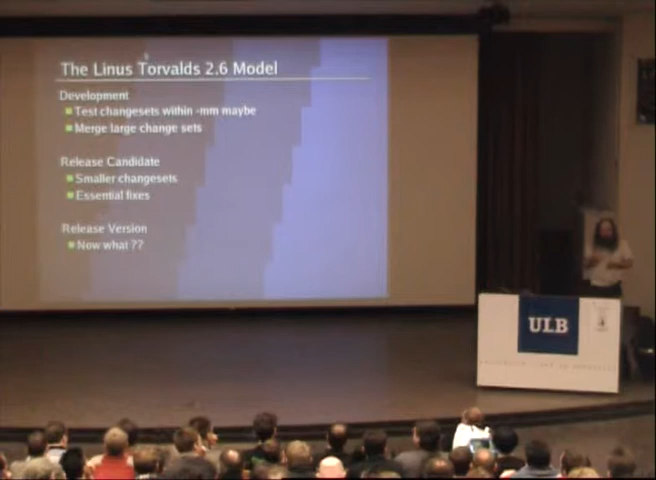 The Linus Torvalds 2.6 Model
Development
Test changesets within -mm maybe
Merge large change sets
Release Candidate
Smaller changesets
Essential fixes
Release Version
Now what ??
ULB